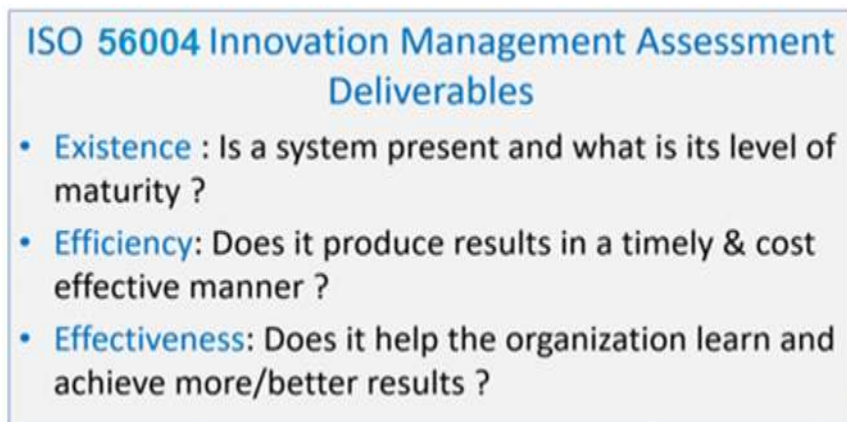 ISO 56004 Innovation Management Assessment
Deliverables
• Existence : Is a system present and what is its level of
maturity ?
• Efficiency: Does it produce results in a timely & cost
effective manner ?
• Effectiveness: Does it help the organization learn and
achieve more/better results ?